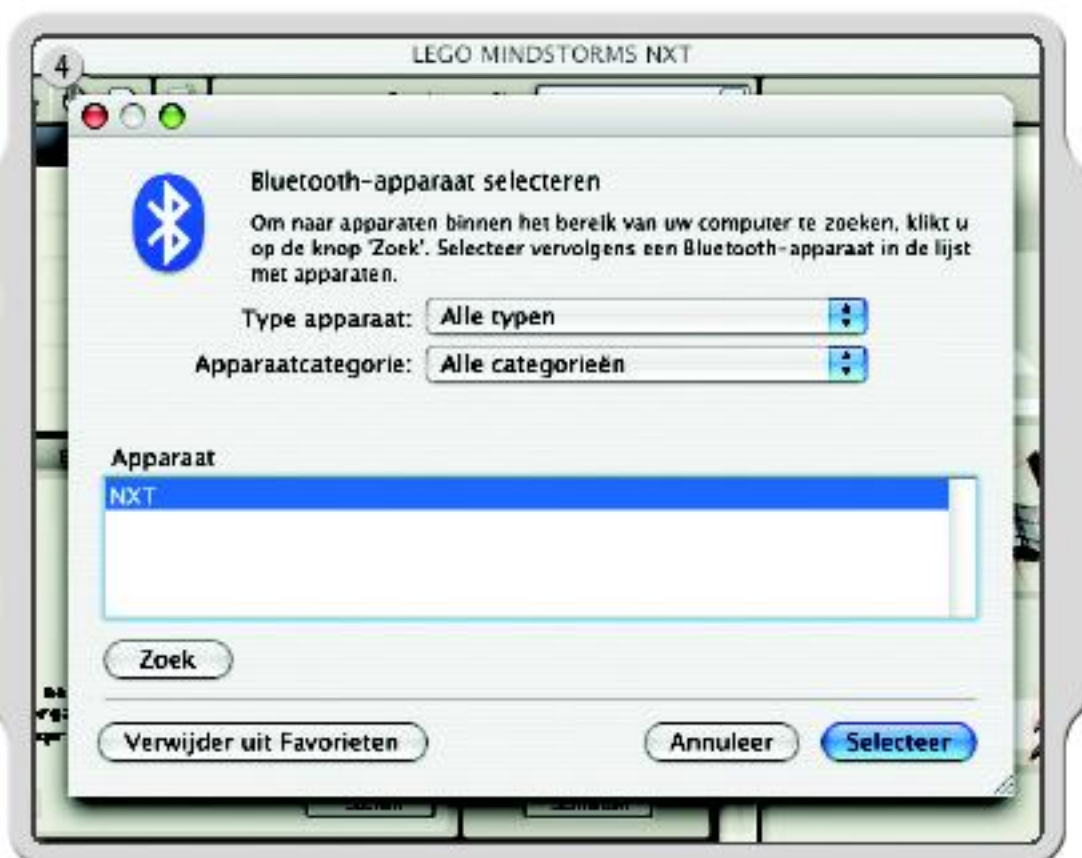 LEGO MINDSTORMS NXT
4
Bluetooth-apparaat selecteren
Om naar apparaten binnen het bereik van uw computer te zoeken, klikt u
op de knop 'Zoek'. Selecteer vervolgens een Bluetooth-apparaat in de lijst
met apparaten.
Type apparaat: Alle typen
Apparaatcategorie: Alle categorieën
Apparaat
NXT
Zoek
Verwijder uit Favorieten Annuleer Selecteer